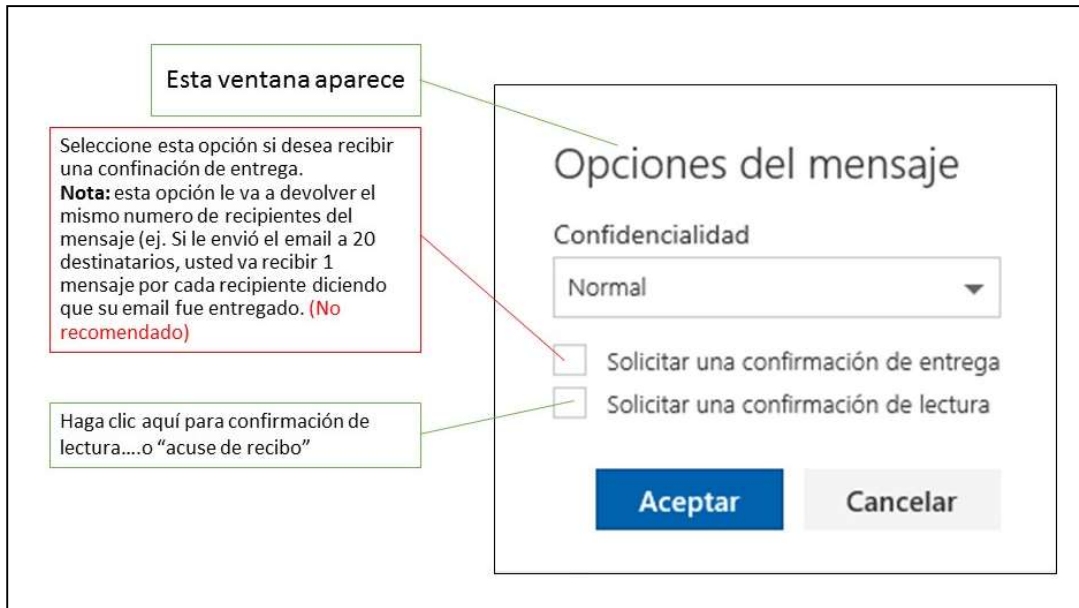 Esta ventana aparece
Seleccione esta opción si desea recibir
una confinación de entrega.
Nota: esta opción le va a devolver el
mismo numero de recipientes del
mensaje (ej. Si le envió el email a 20
destinatarios, usted va recibir 1
mensaje por cada recipiente diciendo
que su email fue entregado. (No
recomendado)
Haga clic aquí para confirmación de
lectura....o “acuse de recibo”
Opciones del mensaje
Confidencialidad
Normal
Solicitar una confirmación de entrega
Solicitar una confirmación de lectura
Aceptar
Cancelar